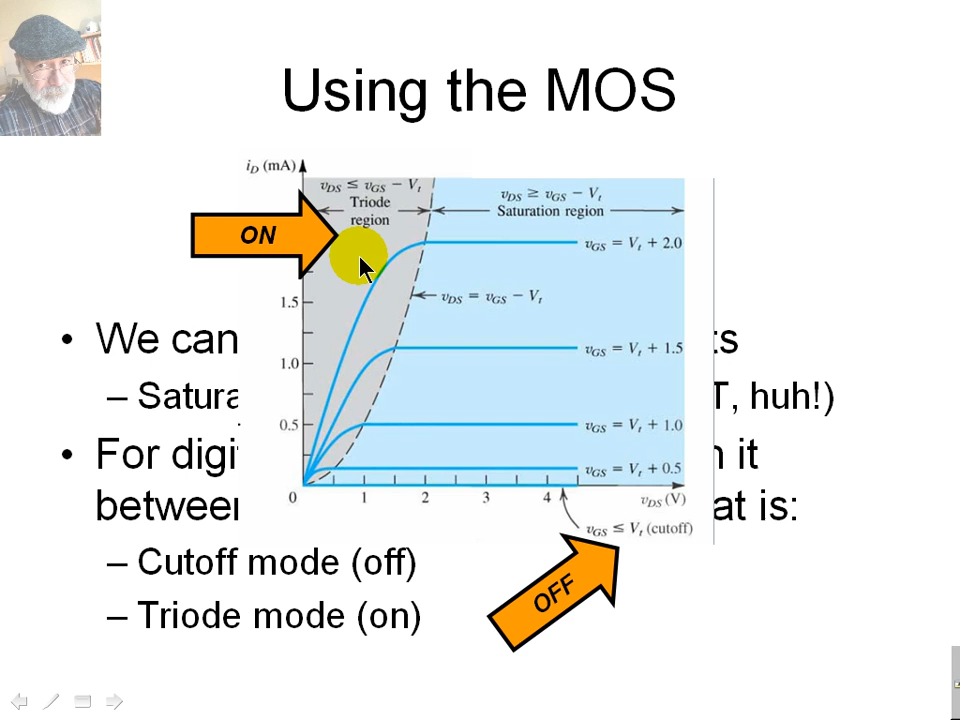 Using the MOS
iD (mA)
vDS ≤ vGS − Vt
Triode
region
vDS ≥ vGS − Vt
Saturation region
ON
vGS = Vt + 2.0
1.5
vDS = vGS − Vt
• We can
vGS = Vt + 1.5
1.0
– Satura
T, huh!)
0.5
vGS = Vt + 1.0
• For digi
it
vGS = Vt + 0.5
0 1 2 3 4 vDS (V)
between
at is:
vGS ≤ Vt (cutoff)
– Cutoff mode (off)
OFF
– Triode mode (on)